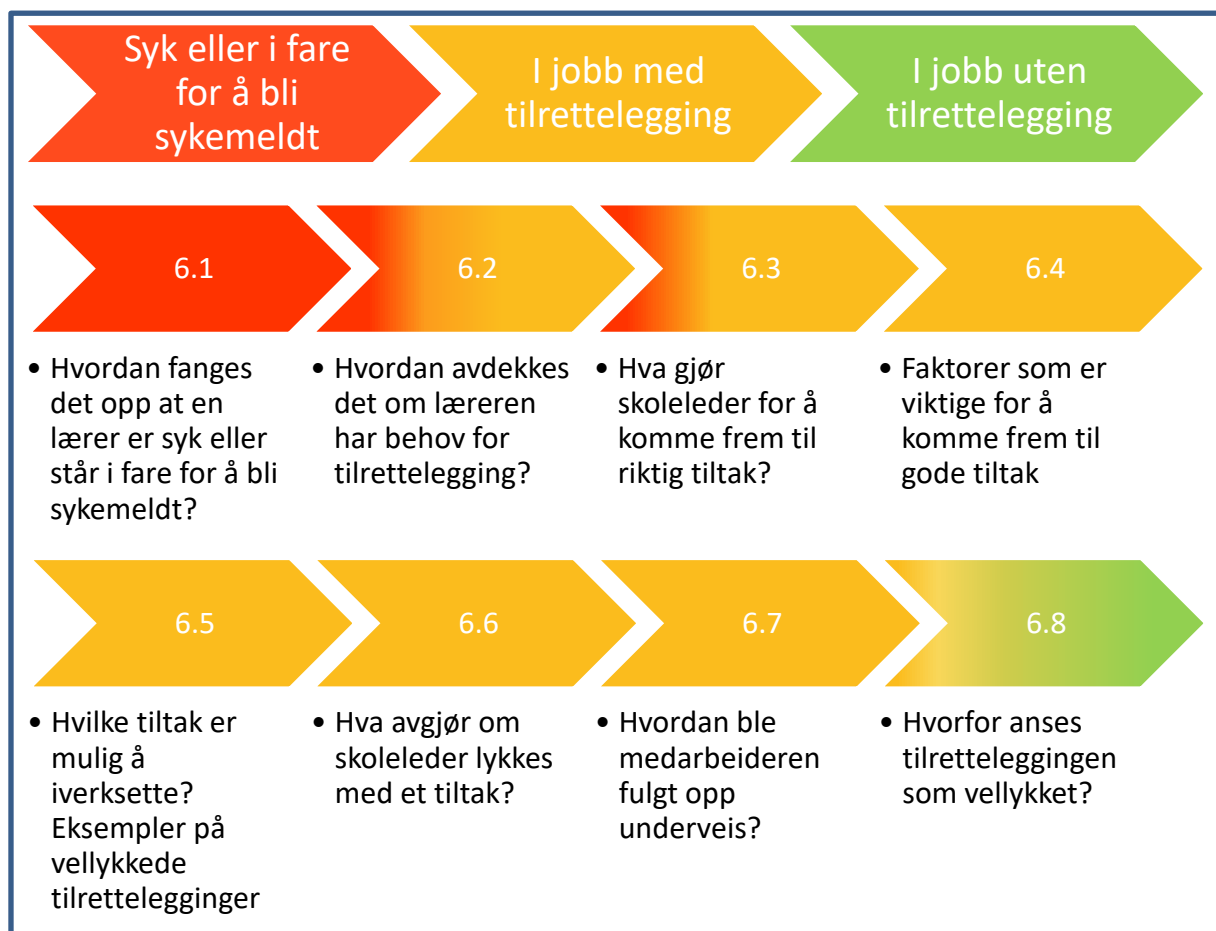 Syk eller i fare
for å bli
sykemeldt
I jobb med
tilrettelegging
I jobb uten
tilrettelegging
6.1
6.2
6.3
6.4
• Hvordan fanges
det opp at en
lærer er syk eller
står i fare for å bli
sykemeldt?
• Hvordan avdekkes
det om læreren
har behov for
tilrettelegging?
• Hva gjør
skoleleder for å
komme frem til
riktig tiltak?
• Faktorer som er
viktige for å
komme frem til
gode tiltak
6.5
6.6
6.7
6.8
• Hvilke tiltak er
mulig å
iverksette?
Eksempler på
vellykkede
tilrettelegginger
• Hva avgjør om
skoleleder lykkes
med et tiltak?
• Hvordan ble
medarbeideren
fulgt opp
underveis?
• Hvorfor anses
tilretteleggingen
som vellykket?